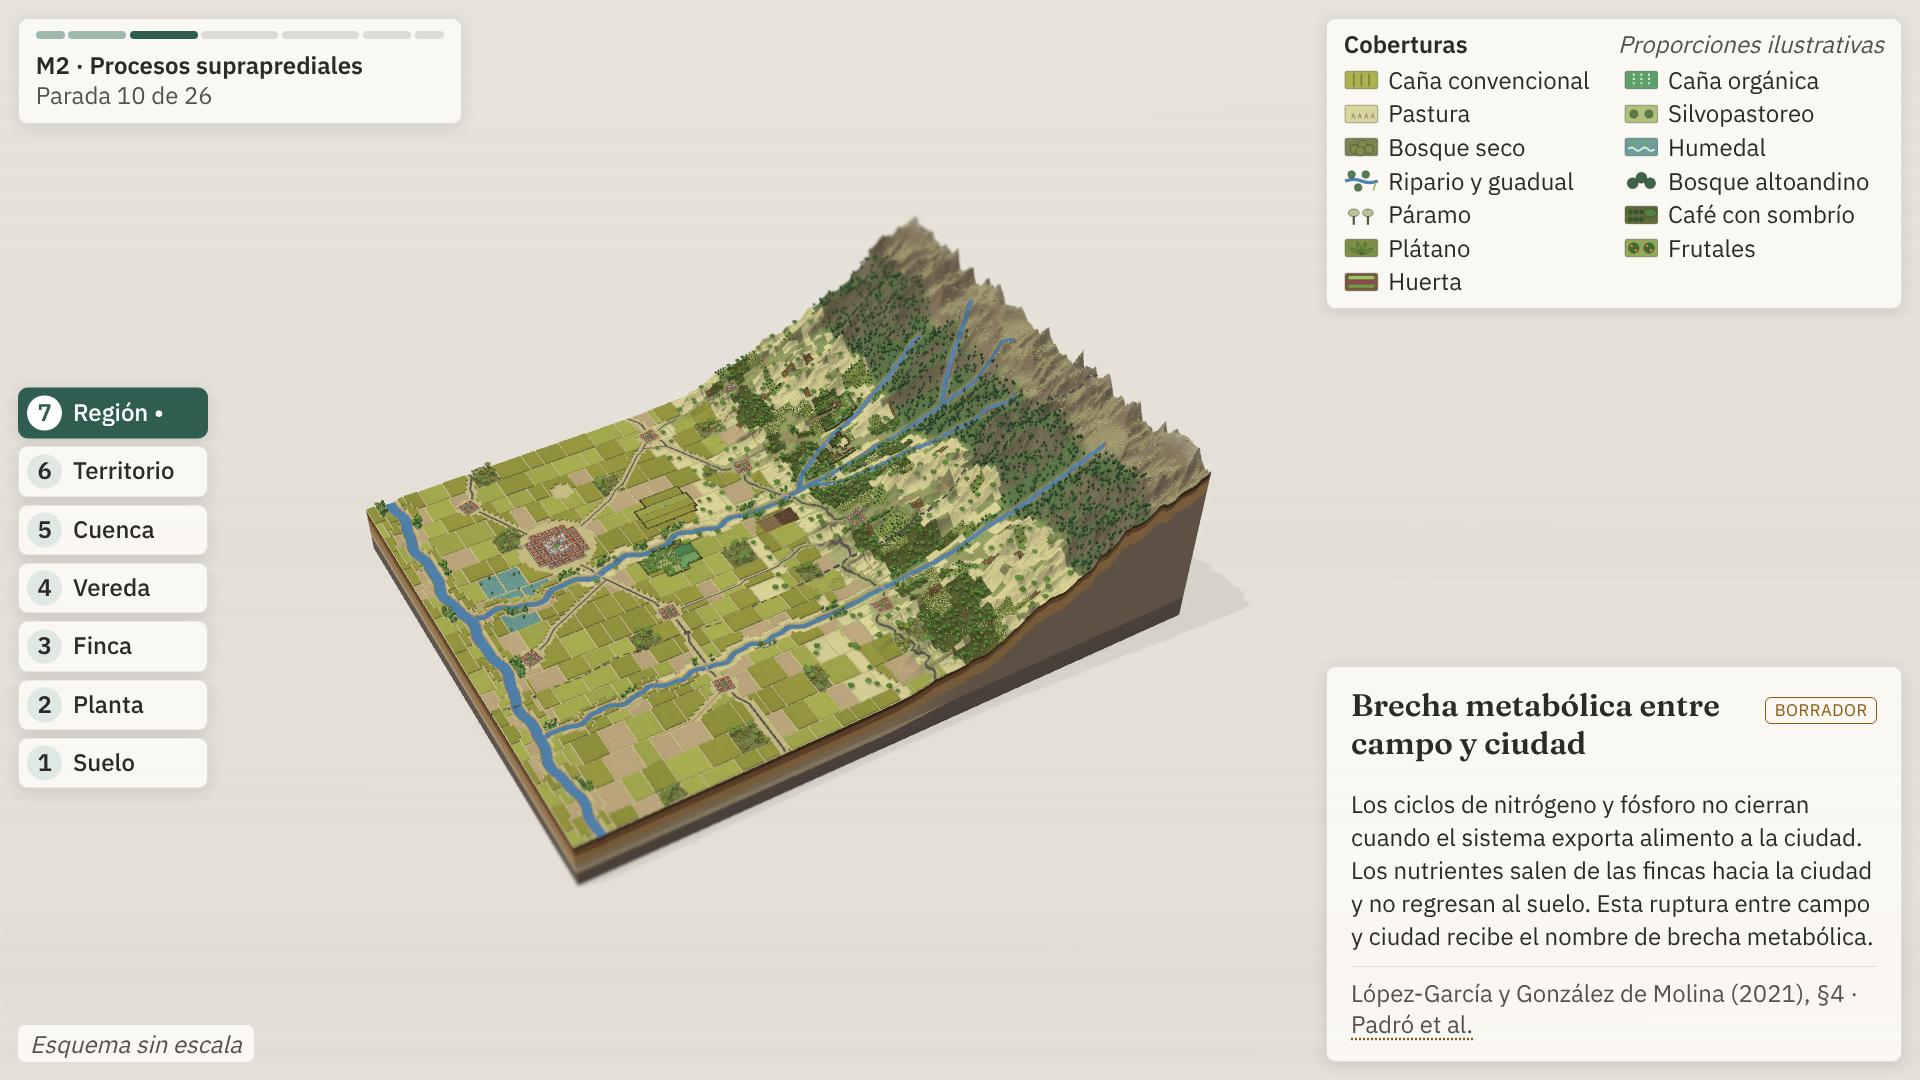 M2 · Procesos supraprediales
Parada 10 de 26
Coberturas
Proporciones ilustrativas
Caña convencional
Caña orgánica
Pastura
Silvopastoreo
Bosque seco
Humedal
Ripario y guadual
Bosque altoandino
Páramo
Café con sombrío
Plátano
Frutales
Huerta
7 Región •
6 Territorio
5 Cuenca
4 Vereda
3 Finca
2 Planta
1 Suelo
Brecha metabólica entre
campo y ciudad
BORRADOR
Los ciclos de nitrógeno y fósforo no cierran
cuando el sistema exporta alimento a la ciudad.
Los nutrientes salen de las fincas hacia la ciudad
y no regresan al suelo. Esta ruptura entre campo
y ciudad recibe el nombre de brecha metabólica.
López-García y González de Molina (2021), §4 ·
Padró et al.
Esquema sin escala